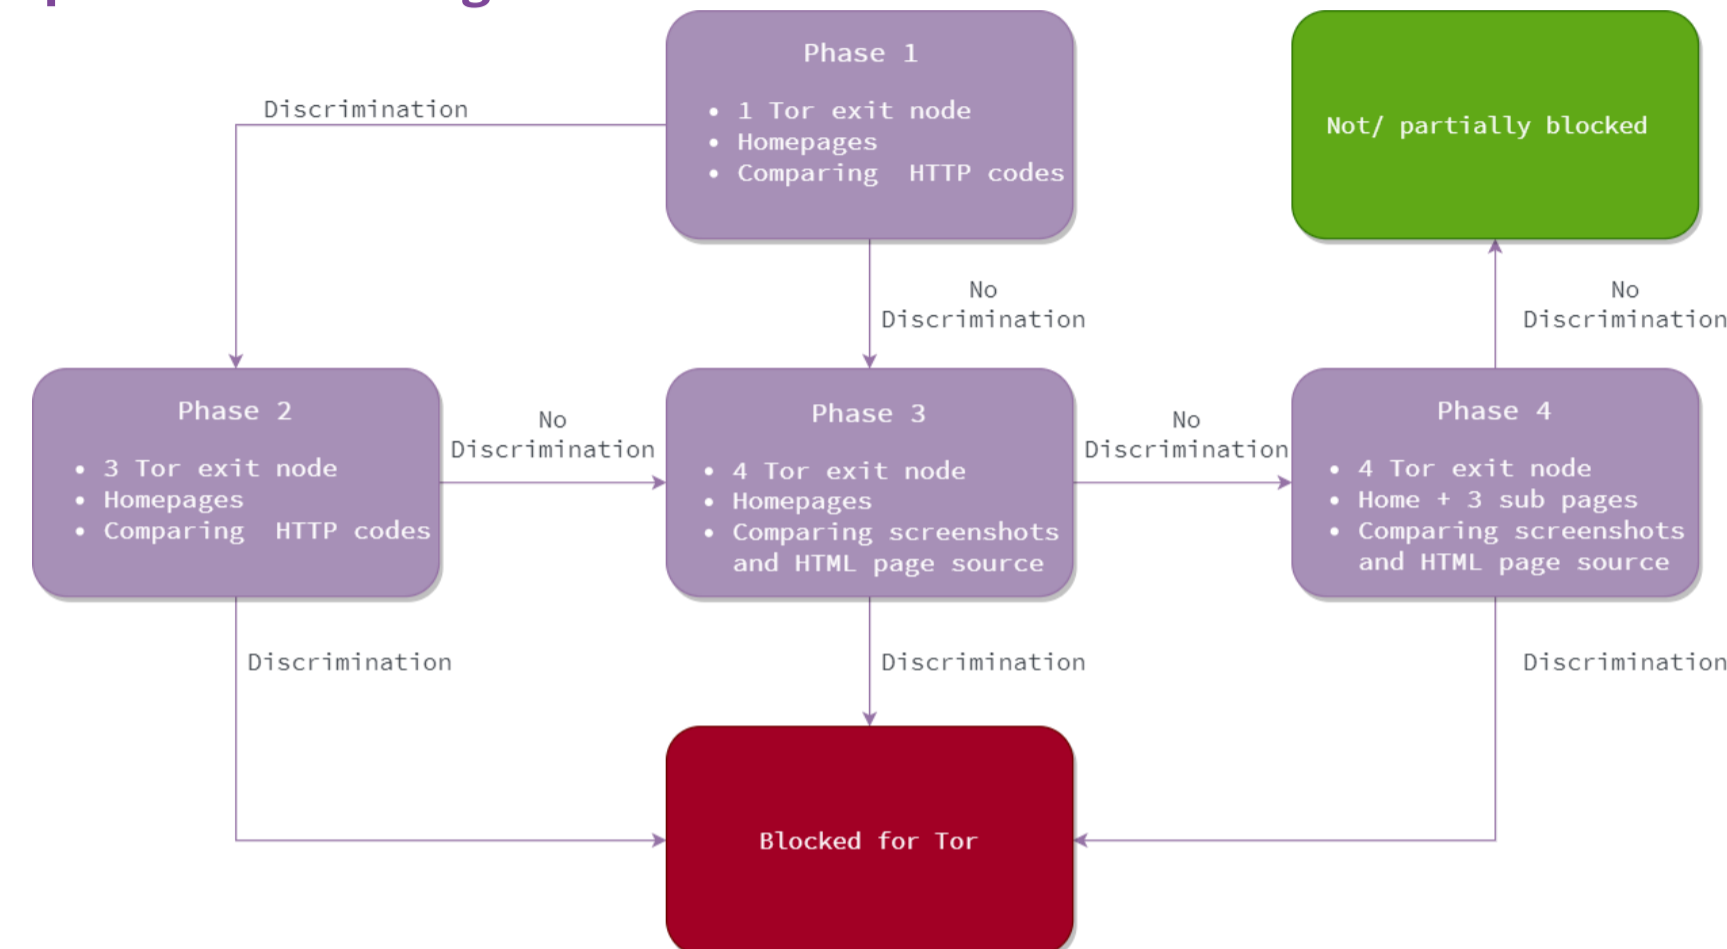 Phase 1
• 1 Tor exit node
• Homepages
• Comparing  HTTP codes
Not/ partially blocked
Discrimination
No
Discrimination
No
Discrimination
Phase 2
• 3 Tor exit node
• Homepages
• Comparing  HTTP codes
No
Discrimination
Phase 3
• 4 Tor exit node
• Homepages
• Comparing screenshots
and HTML page source
No
Discrimination
Phase 4
• 4 Tor exit node
• Home + 3 sub pages
• Comparing screenshots
and HTML page source
Discrimination
Discrimination
Discrimination
Blocked for Tor